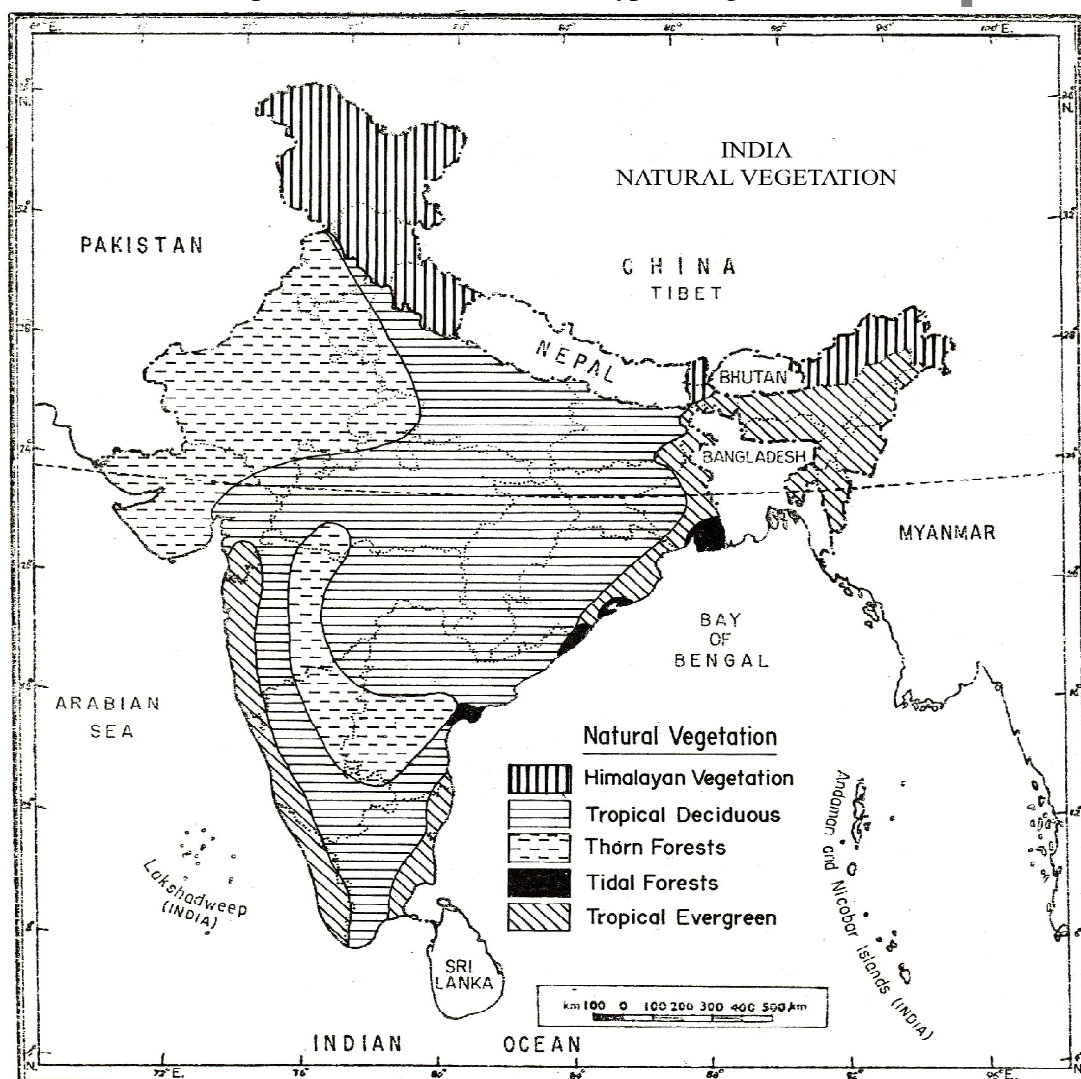 INDIA
NATURAL VEGETATION
PAKISTAN
CHINA
TIBET
NEPAL
BHUTAN
BANGLADESH
MYANMAR
BAY
OF
BENGAL
ARABIAN
SEA
Natural Vegetation
Himalayan Vegetation
Tropical Deciduous
Thorn Forests
Tidal Forests
Tropical Evergreen
Lakshadweep
(INDIA)
Andaman and Nicobar Islands (INDIA)
SRI
LANKA
km 100 0 100 200 300 400 500 km
INDIAN OCEAN
72°E. 76° 80° 88° 96°E.